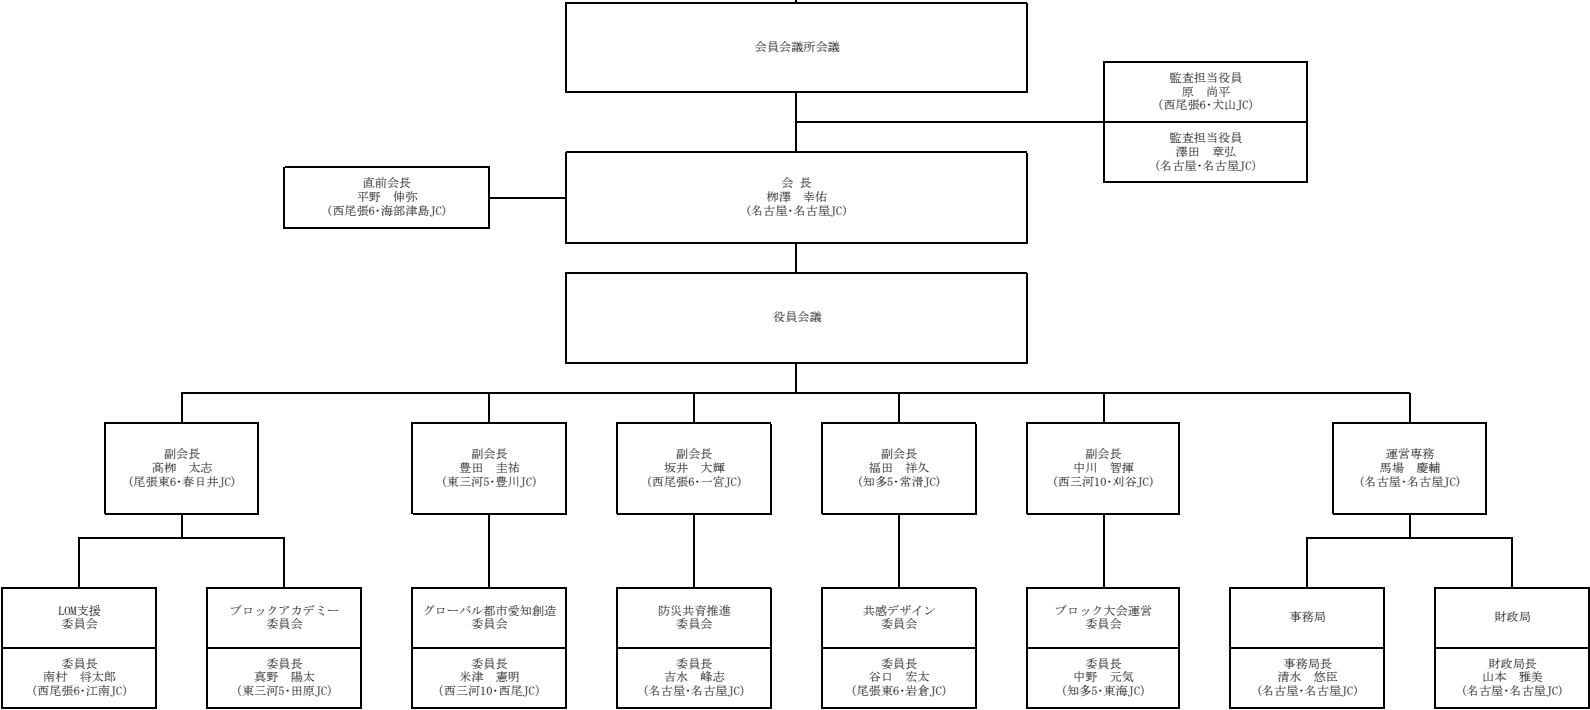 会員会議所会議
監査担当役員
原　尚平
(西尾張6・犬山JC)
監査担当役員
澤田　章弘
(名古屋・名古屋JC)
直前会長
平野　伸弥
(西尾張6・海部津島JC)
会 長
栁澤　幸佑
(名古屋・名古屋JC)
役員会議
副会長
髙栁　太志
(尾張東6・春日井JC)
副会長
豊田　圭祐
(東三河5・豊川JC)
副会長
坂井　大輝
(西尾張6・一宮JC)
副会長
福田　祥久
(知多5・常滑JC)
副会長
中川　智揮
(西三河10・刈谷JC)
運営専務
馬場　慶輔
(名古屋・名古屋JC)
LOM支援
委員会
委員長
南村　将太郎
(西尾張6・江南JC)
ブロックアカデミー
委員会
委員長
真野　陽太
(東三河5・田原JC)
グローバル都市愛知創造
委員会
委員長
米津　憲明
(西三河10・西尾JC)
防災共育推進
委員会
委員長
吉水　峰志
(名古屋・名古屋JC)
共感デザイン
委員会
委員長
谷口　宏太
(尾張東6・岩倉JC)
ブロック大会運営
委員会
委員長
中野　元気
(知多5・東海JC)
事務局
事務局長
清水　悠臣
(名古屋・名古屋JC)
財政局
財政局長
山本　雅美
(名古屋・名古屋JC)